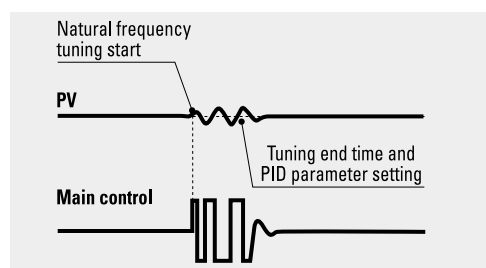 Natural frequency
tuning start
PV
Tuning end time and
PID parameter setting
Main control